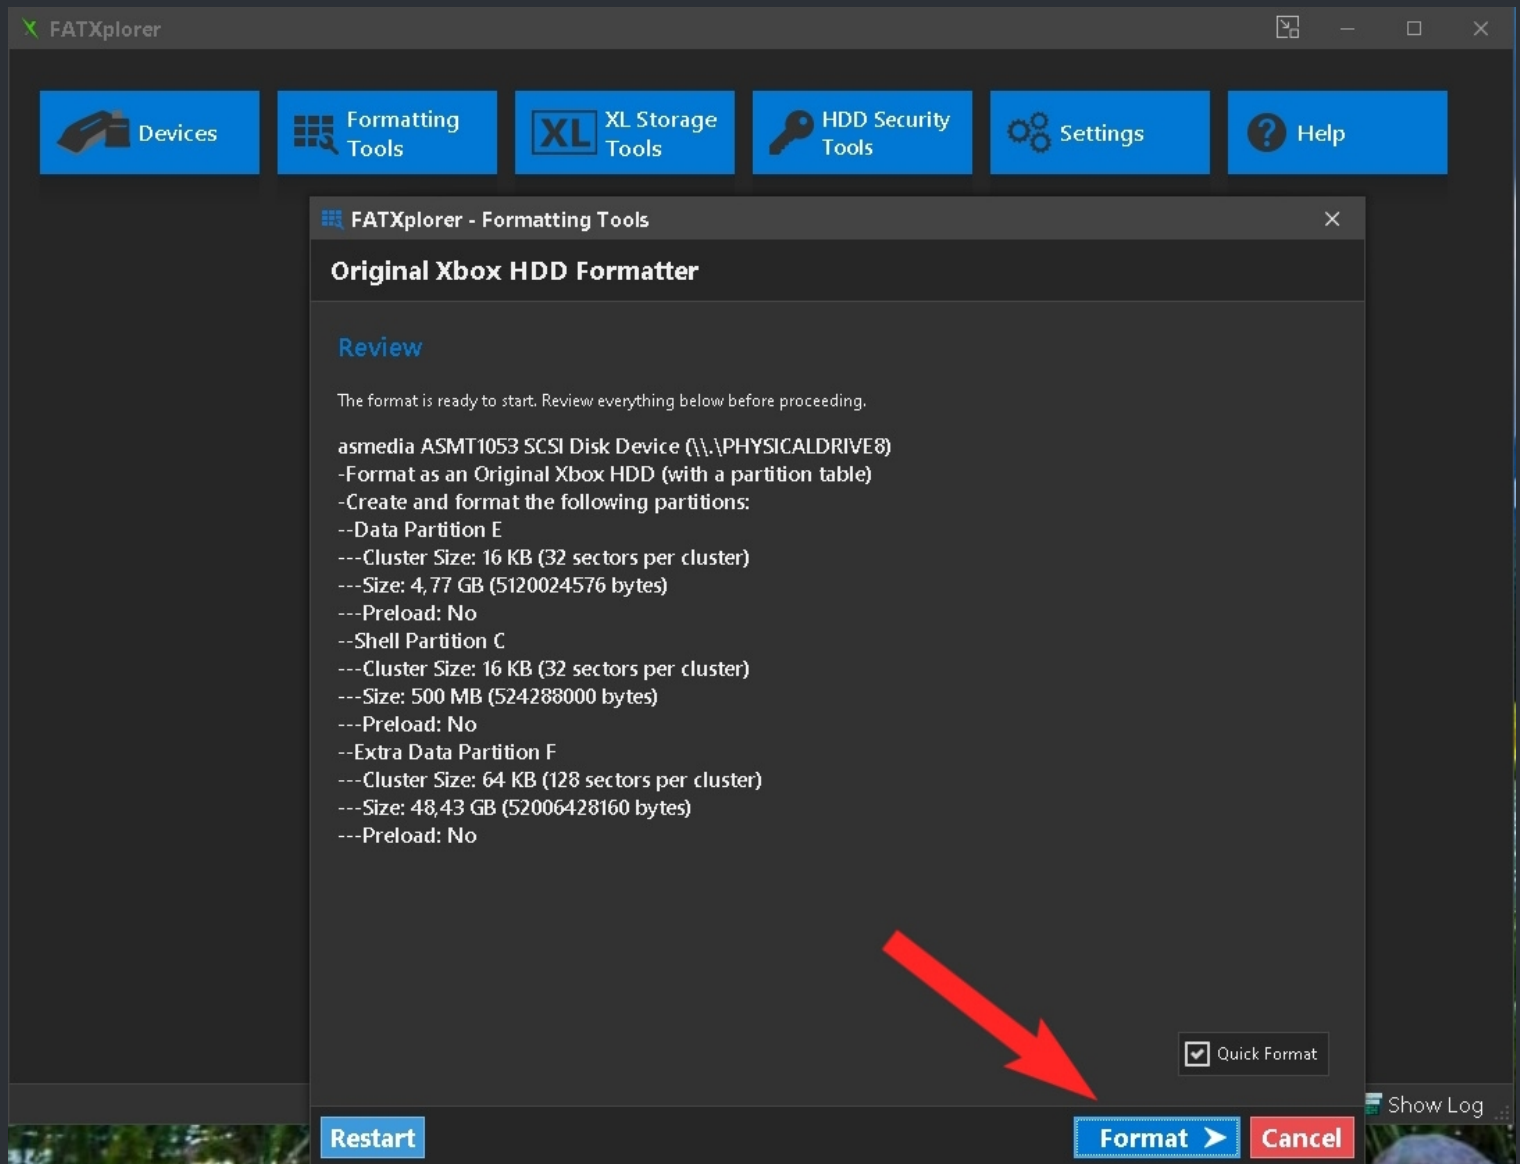 FATXplorer
Devices
Formatting
Tools
XL
XL Storage
Tools
HDD Security
Tools
Settings
?
Help
FATXplorer - Formatting Tools
Original Xbox HDD Formatter
Review
The format is ready to start. Review everything below before proceeding.
asmedia ASMT1053 SCSI Disk Device (\\.\PHYSICALDRIVE8)
-Format as an Original Xbox HDD (with a partition table)
-Create and format the following partitions:
--Data Partition E
---Cluster Size: 16 KB (32 sectors per cluster)
---Size: 4,77 GB (5120024576 bytes)
---Preload: No
--Shell Partition C
---Cluster Size: 16 KB (32 sectors per cluster)
---Size: 500 MB (524288000 bytes)
---Preload: No
--Extra Data Partition F
---Cluster Size: 64 KB (128 sectors per cluster)
---Size: 48,43 GB (52006428160 bytes)
---Preload: No
Quick Format
Show Log
Restart
Format
Cancel